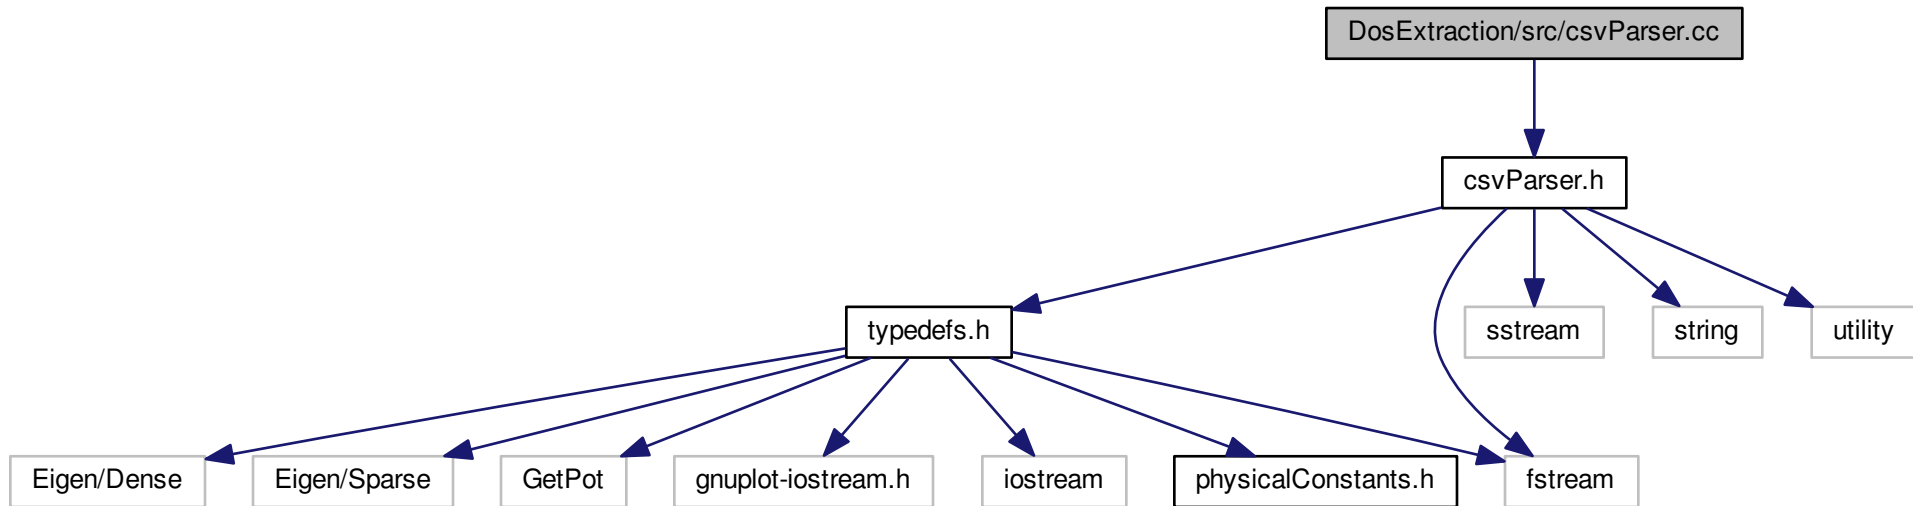 DosExtraction/src/csvParser.cc
csvParser.h
typedefs.h
sstream
string
utility
Eigen/Dense
Eigen/Sparse
GetPot
gnuplot-iostream.h
iostream
physicalConstants.h
fstream